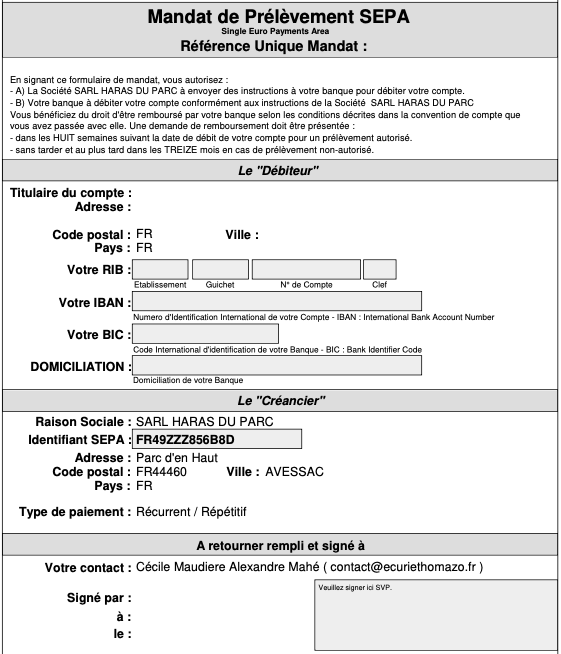 Mandat de Prélèvement SEPA
Single Euro Payments Area
Référence Unique Mandat :
En signant ce formulaire de mandat, vous autorisez :
- A) La Société SARL HARAS DU PARC à envoyer des instructions à votre banque pour débiter votre compte.
- B) Votre banque à débiter votre compte conformément aux instructions de la Société  SARL HARAS DU PARC
Vous bénéficiez du droit d'être remboursé par votre banque selon les conditions décrites dans la convention de compte que
vous avez passée avec elle. Une demande de remboursement doit être présentée :
- dans les HUIT semaines suivant la date de débit de votre compte pour un prélèvement autorisé.
- sans tarder et au plus tard dans les TREIZE mois en cas de prélèvement non-autorisé.
Le "Débiteur"
Titulaire du compte :
Adresse :
Code postal : FR Ville :
Pays : FR
Votre RIB :
Etablissement Guichet N° de Compte Clef
Votre IBAN :
Numero d'Identification International de votre Compte - IBAN : International Bank Account Number
Votre BIC :
Code International d'identification de votre Banque - BIC : Bank Identifier Code
DOMICILIATION :
Domiciliation de votre Banque
Le "Créancier"
Raison Sociale : SARL HARAS DU PARC
Identifiant SEPA : FR49ZZZ856B8D
Adresse : Parc d'en Haut
Code postal : FR44460 Ville : AVESSAC
Pays : FR
Type de paiement : Récurrent / Répétitif
A retourner rempli et signé à
Votre contact : Cécile Maudiere Alexandre Mahé ( contact@ecuriethomazo.fr )
Veuillez signer ici SVP.
Signé par :
à :
le :